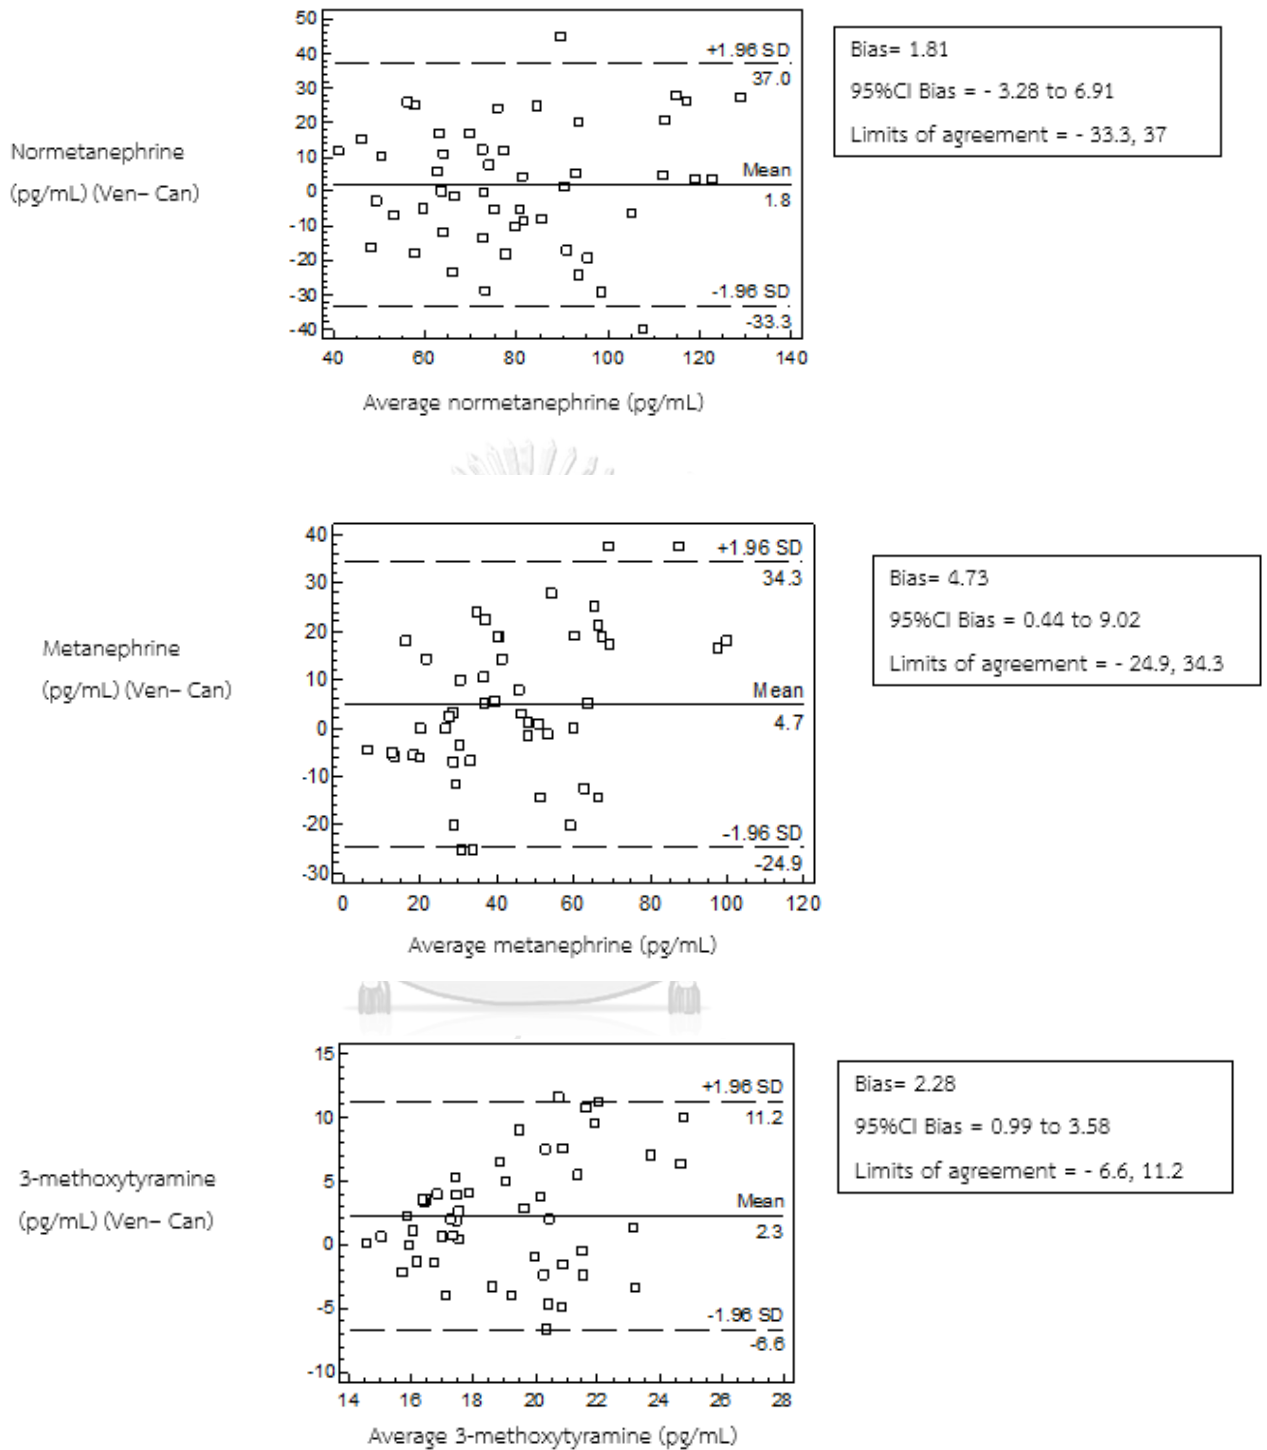 50
40
30
20
10
0
-10
-20
-30
-40
+1.96 SD
37.0
Mean
1.8
-1.96 SD
-33.3
40 60 80 100 120 140
Normetanephrine
(pg/mL) (Ven– Can)
Average normetanephrine (pg/mL)
Bias= 1.81
95%CI Bias = - 3.28 to 6.91
Limits of agreement = - 33.3, 37
40
30
20
10
0
-10
-20
-30
+1.96 SD
34.3
Mean
4.7
-1.96 SD
-24.9
0 20 40 60 80 100 120
Metanephrine
(pg/mL) (Ven– Can)
Average metanephrine (pg/mL)
Bias= 4.73
95%CI Bias = 0.44 to 9.02
Limits of agreement = - 24.9, 34.3
15
10
5
0
-5
-10
+1.96 SD
11.2
Mean
2.3
-1.96 SD
-6.6
14 16 18 20 22 24 26 28
3-methoxytyramine
(pg/mL) (Ven– Can)
Average 3-methoxytyramine (pg/mL)
Bias= 2.28
95%CI Bias = 0.99 to 3.58
Limits of agreement = - 6.6, 11.2